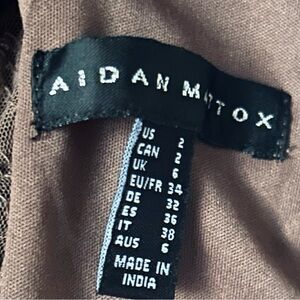 AIDAN MATTOX
US 2
CAN 2
UK 6
EU/FR 34
DE 32
ES 36
IT 38
AUS 6
MADE IN
INDIA